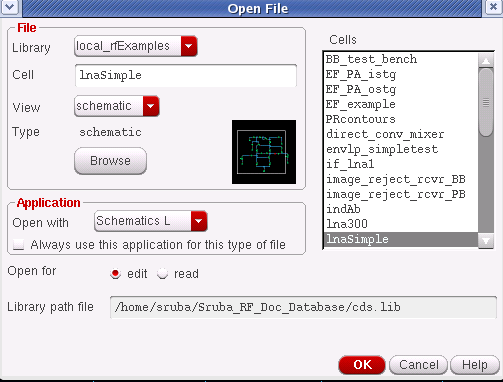 Open File
File
Library local_rfExamples
Cell lnaSimple
View schematic
Type schematic
Browse
Application
Open with Schematics L
Always use this application for this type of file
Cells
BB_test_bench
EF_PA_istg
EF_PA_ostg
EF_example
PRcontours
direct_conv_mixer
envlp_simpletest
if_lna1
image_reject_rcvr_BB
image_reject_rcvr_PB
indAb
lna300
lnaSimple
Open for edit read
Library path file /home/sruba/Sruba_RF_Doc_Database/cds.lib
OK Cancel Help